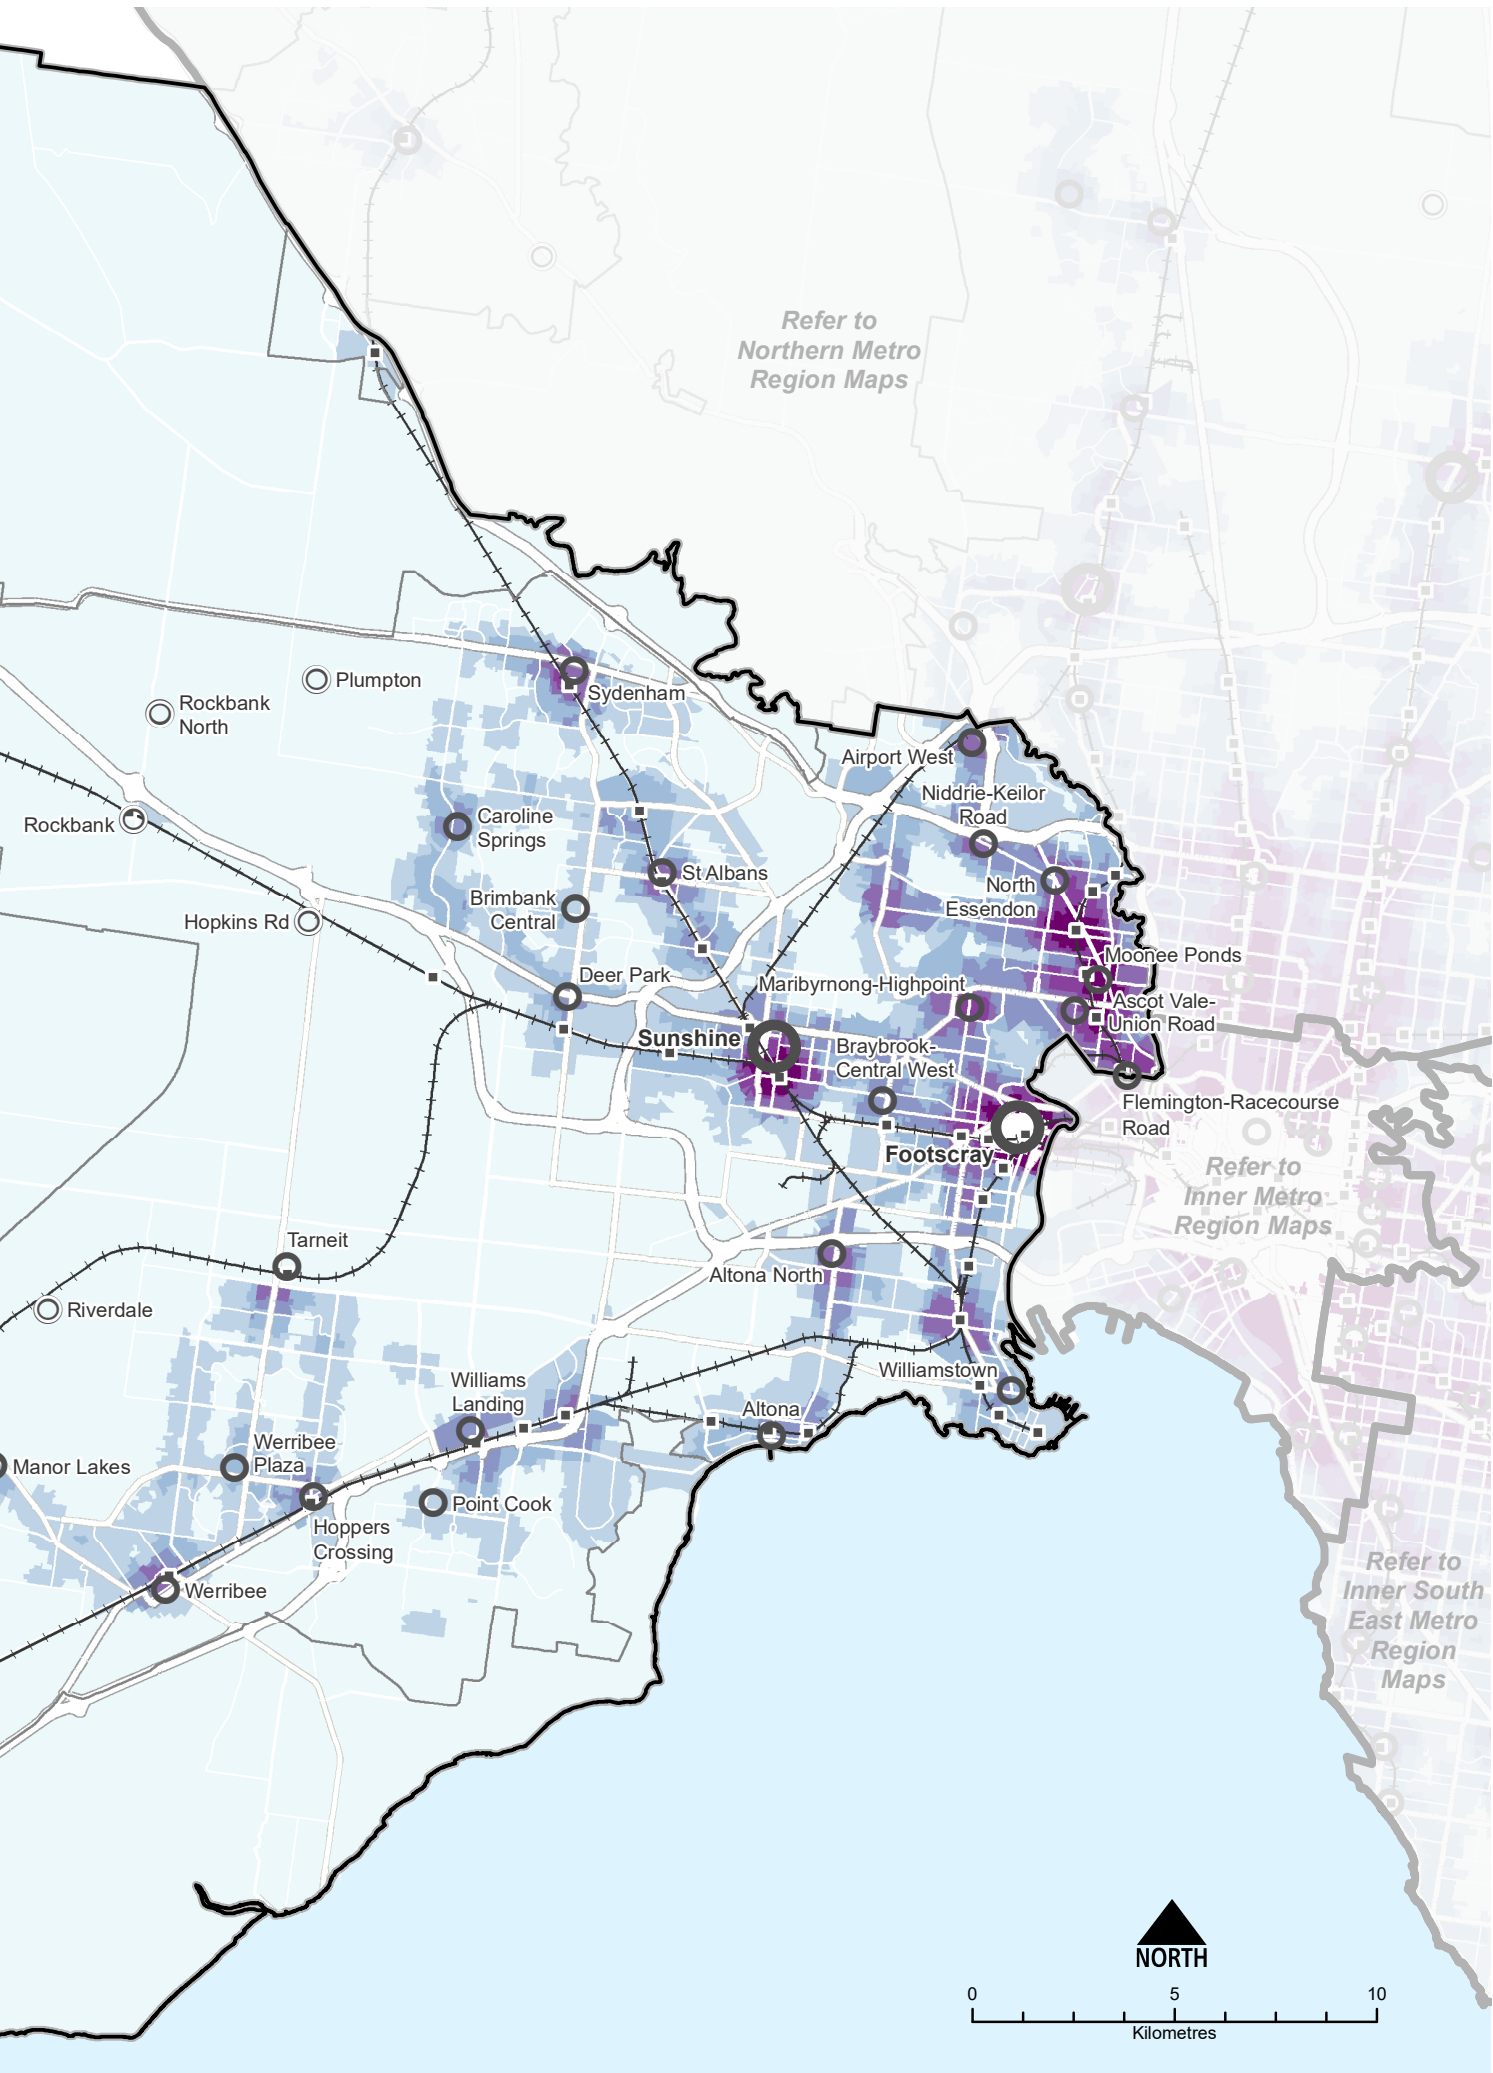 Refer to
Northern Metro
Region Maps
Plumpton
Sydenham
Rockbank
North
Airport West
Niddrie-Keilor
Road
Rockbank
Caroline
Springs
St Albans
North
Essendon
Brimbank
Central
Hopkins Rd
Moonee Ponds
Deer Park
Maribyrnong-Highpoint
Ascot Vale-
Union Road
Sunshine
Braybrook-
Central West
Flemington-Racecourse
Road
Footscray
Refer to
Inner Metro
Region Maps
Tarneit
Altona North
Riverdale
Williamstown
Williams
Landing
Altona
Werribee
Plaza
Manor Lakes
Point Cook
Hoppers
Crossing
Werribee
Refer to
Inner South
East Metro
Region
Maps
NORTH
0 5 10
Kilometres